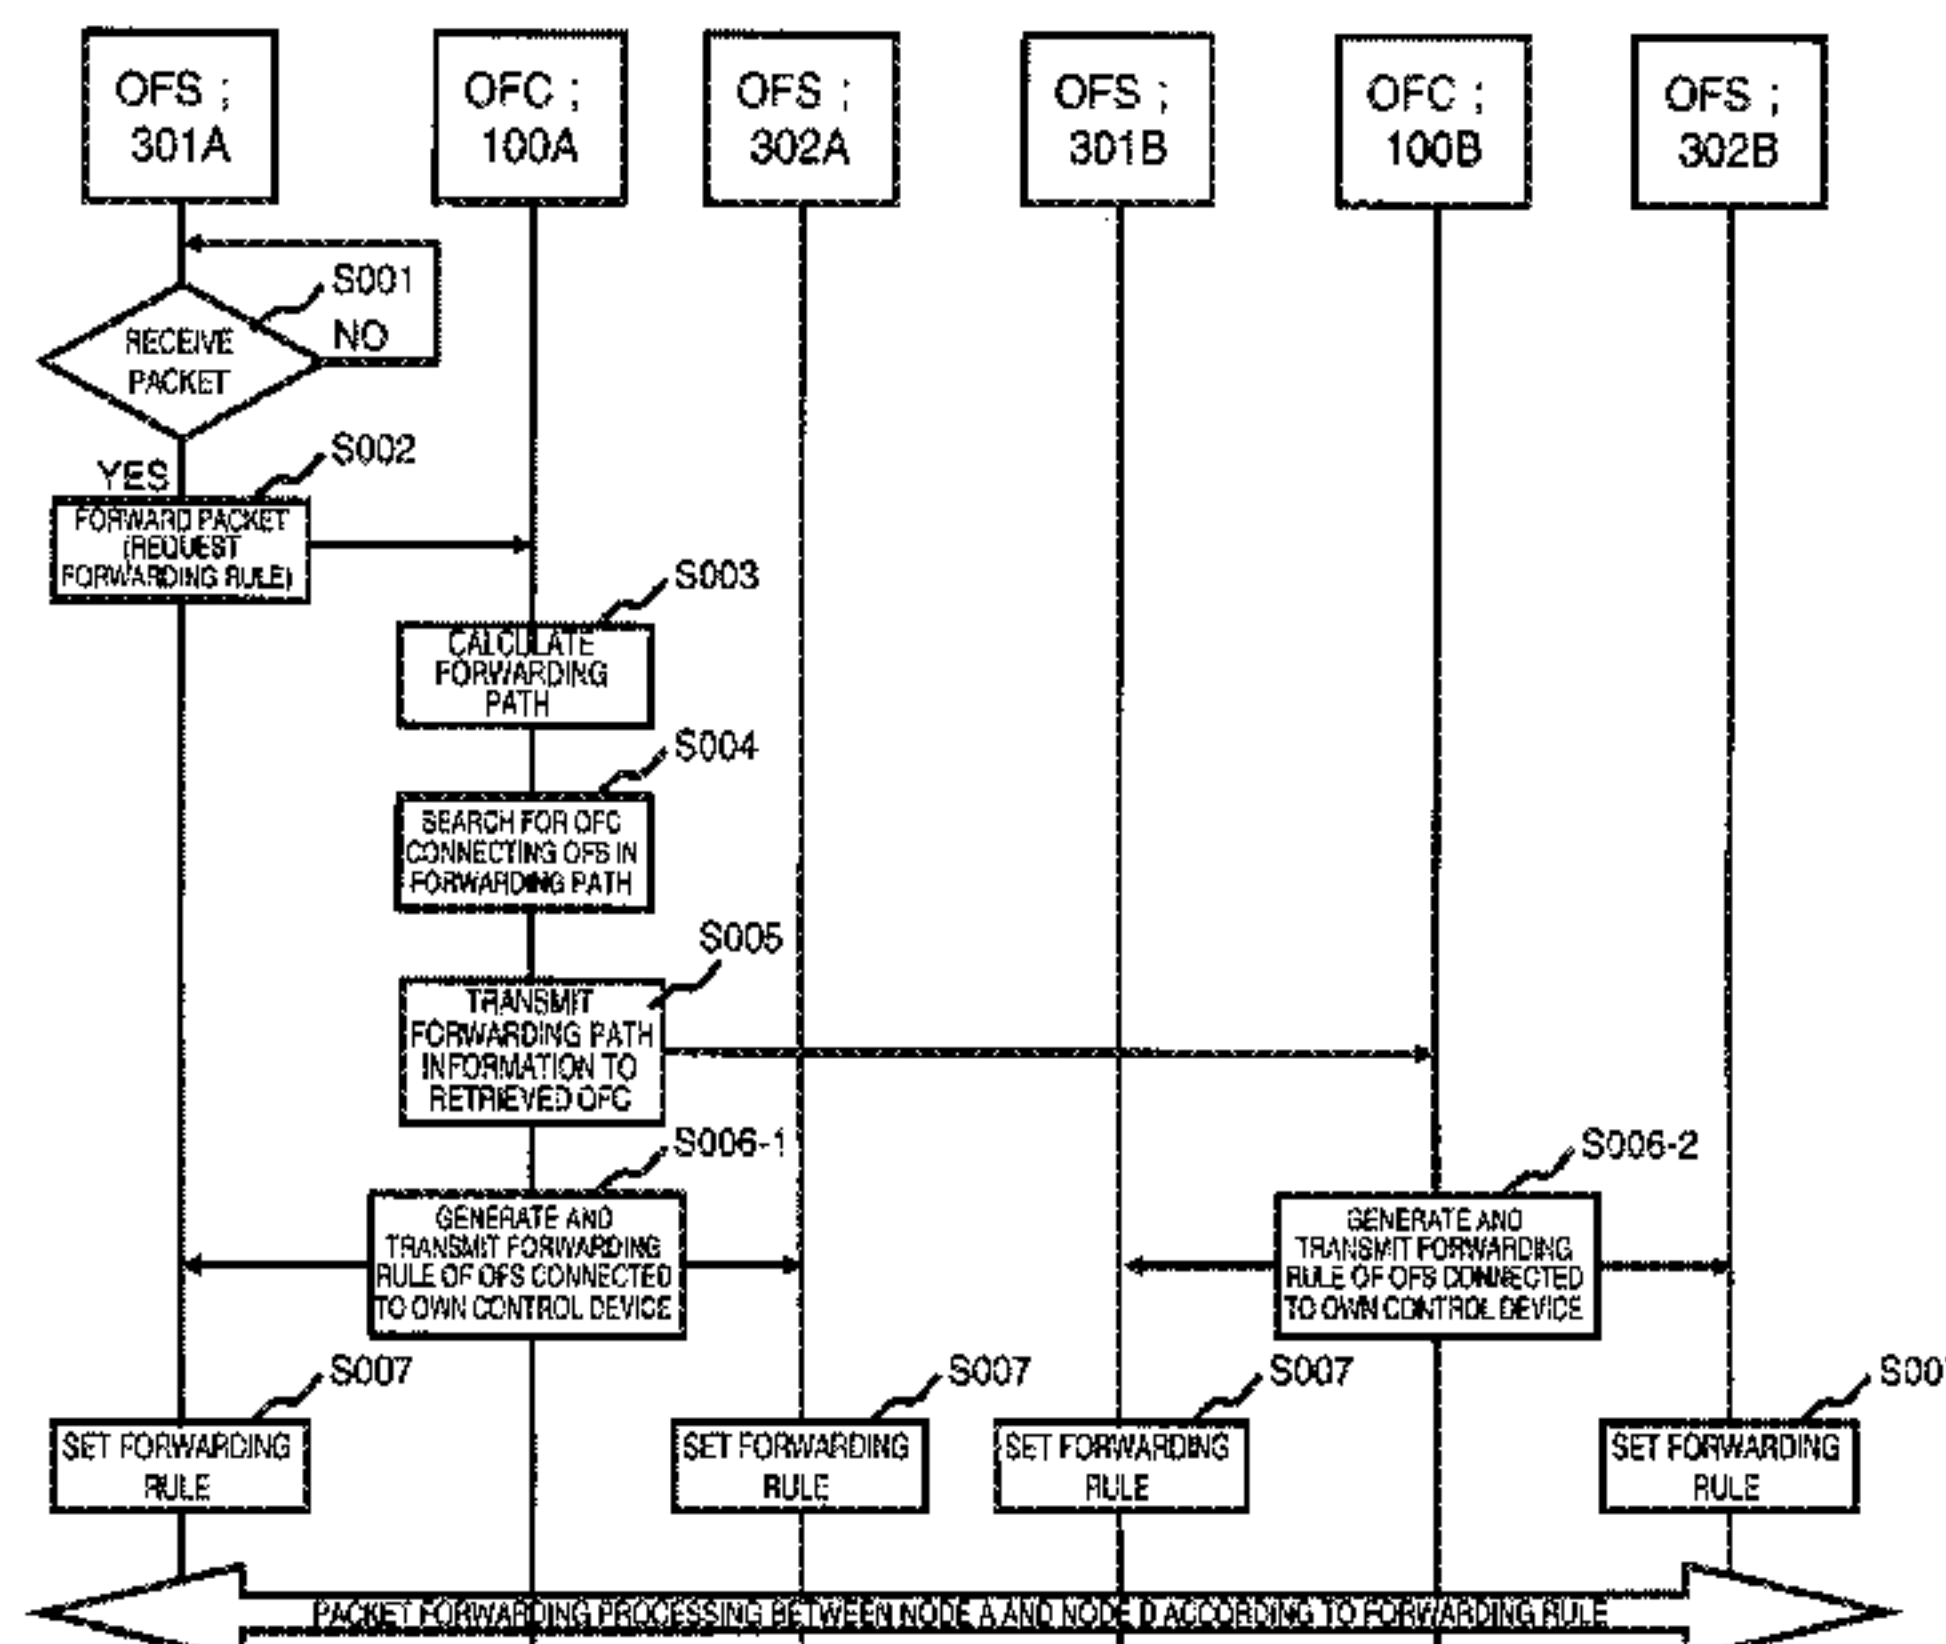 OFS ;
301A
OFC ;
100A
OFS ;
302A
OFS ;
301B
OFC ;
100B
OFS ;
302B
S001
RECEIVE
PACKET
NO
YES
S002
FORWARD PACKET
(REQUEST
FORWARDING RULE)
S003
CALCULATE
FORWARDING
PATH
S004
SEARCH FOR OFC
CONNECTING OFS IN
FORWARDING PATH
S005
TRANSMIT
FORWARDING PATH
INFORMATION TO
RETRIEVED OFC
S006-1
GENERATE AND
TRANSMIT FORWARDING
RULE OF OFS CONNECTED
TO OWN CONTROL DEVICE
S006-2
GENERATE AND
TRANSMIT FORWARDING
RULE OF OFS CONNECTED
TO OWN CONTROL DEVICE
S007
SET FORWARDING
RULE
S007
SET FORWARDING
RULE
S007
SET FORWARDING
RULE
SET FORWARDING
RULE
PACKET FORWARDING PROCESSING BETWEEN NODE A AND NODE D ACCORDING TO FORWARDING RULE